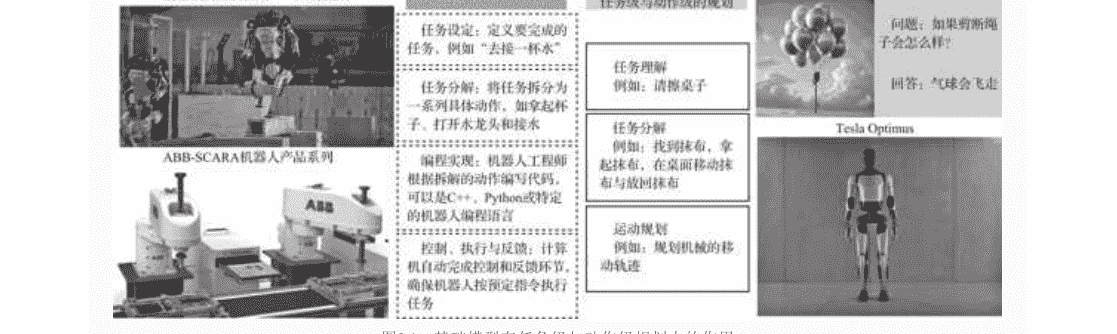 任务级与动作级的规划
任务设定：定义要完成的
任务，例如“去接一杯水”
任务分解：将任务拆分为
一系列具体动作，如拿起杯
子、打开水龙头和接水
ABB-SCARA机器人产品系列
ABB
编程实现：机器人工程师
根据拆解的动作编写代码，
可以是C++、Python或特定
的机器人编程语言
控制、执行与反馈：计算
机自动完成控制和反馈环节，
确保机器人按预定指令执行
任务
任务理解
例如：请擦桌子
任务分解
例如：找到抹布，拿
起抹布，在桌面移动抹
布与放回抹布
运动规划
例如：规划机械的移
动轨迹
问题：如果剪断绳
子会怎么样?
回答：气球会飞走
Tesla Optimus